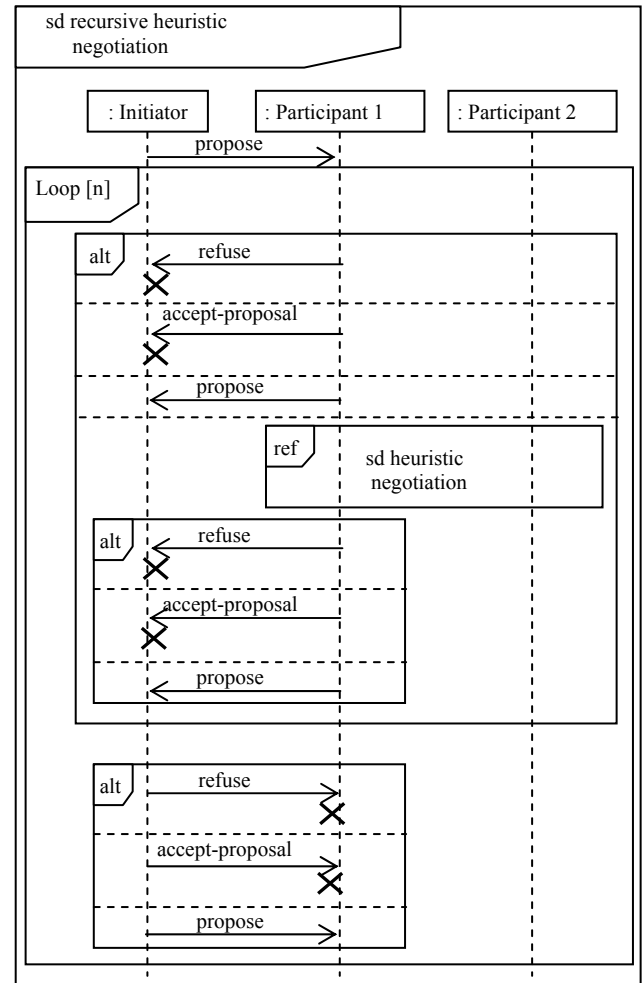 sd recursive heuristic
negotiation
: Initiator
: Participant 1
: Participant 2
propose
Loop [n]
alt
refuse
accept-proposal
propose
ref
sd heuristic
negotiation
alt
refuse
accept-proposal
propose
alt
refuse
accept-proposal
propose